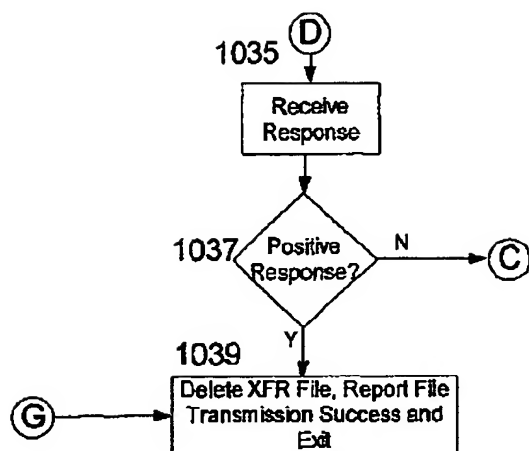 D
1035
Receive
Response
1037
Positive
Response?
N
C
Y
1039
G
Delete XFR File, Report File
Transmission Success and
Exit